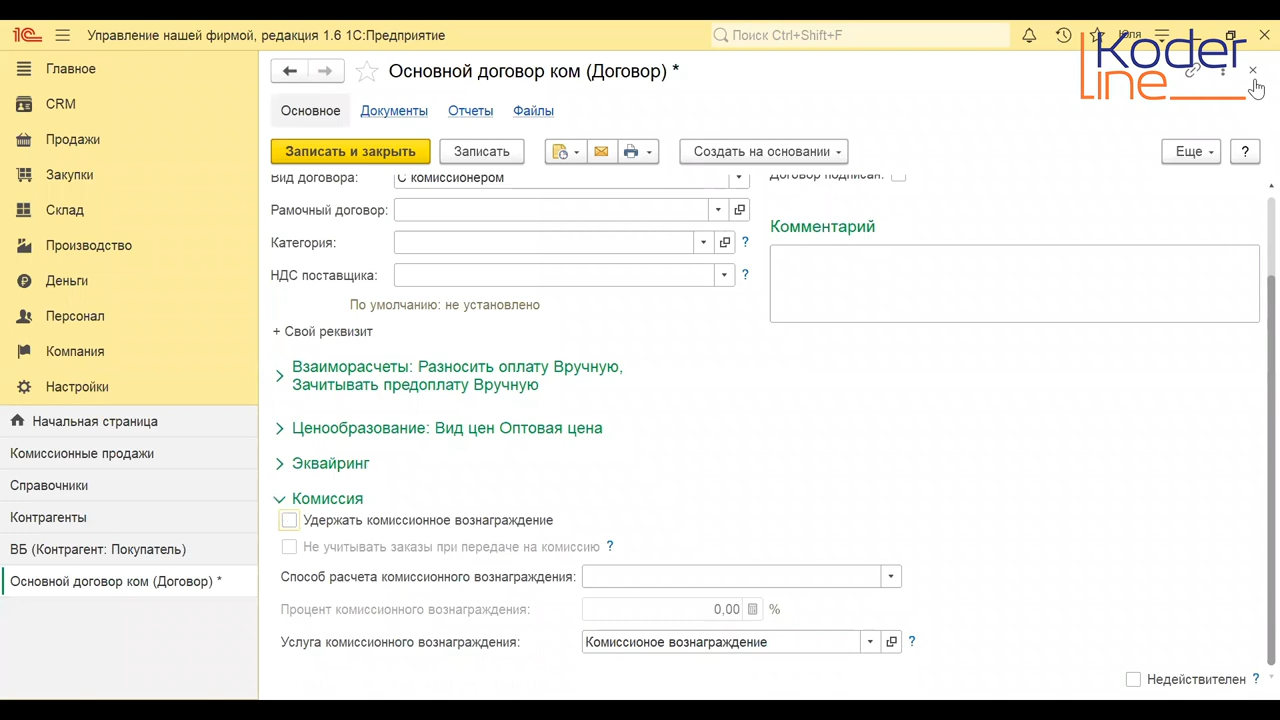 1С Управление нашей фирмой, редакция 1.6 1С:Предприятие Поиск Ctrl+Shift+F Юля
Koder
line
Главное
CRM
Продажи
Закупки
Склад
Производство
Деньги
Персонал
Компания
Настройки
Начальная страница
Комиссионные продажи
Справочники
Контрагенты
ВБ (Контрагент: Покупатель)
Основной договор ком (Договор) *
Основной договор ком (Договор) *
Основное Документы Отчеты Файлы
Записать и закрыть Записать Создать на основании Еще ?
Вид договора: С комиссионером Договор подписан:
Рамочный договор:
Комментарий
Категория: ?
НДС поставщика: ?
По умолчанию: не установлено
+ Свой реквизит
Взаиморасчеты: Разносить оплату Вручную,
Зачитывать предоплату Вручную
Ценообразование: Вид цен Оптовая цена
Эквайринг
Комиссия
Удержать комиссионное вознаграждение
Не учитывать заказы при передаче на комиссию ?
Способ расчета комиссионного вознаграждения:
Процент комиссионного вознаграждения: 0,00 %
Услуга комиссионного вознаграждения: Комиссионое вознаграждение ?
Недействителен ?